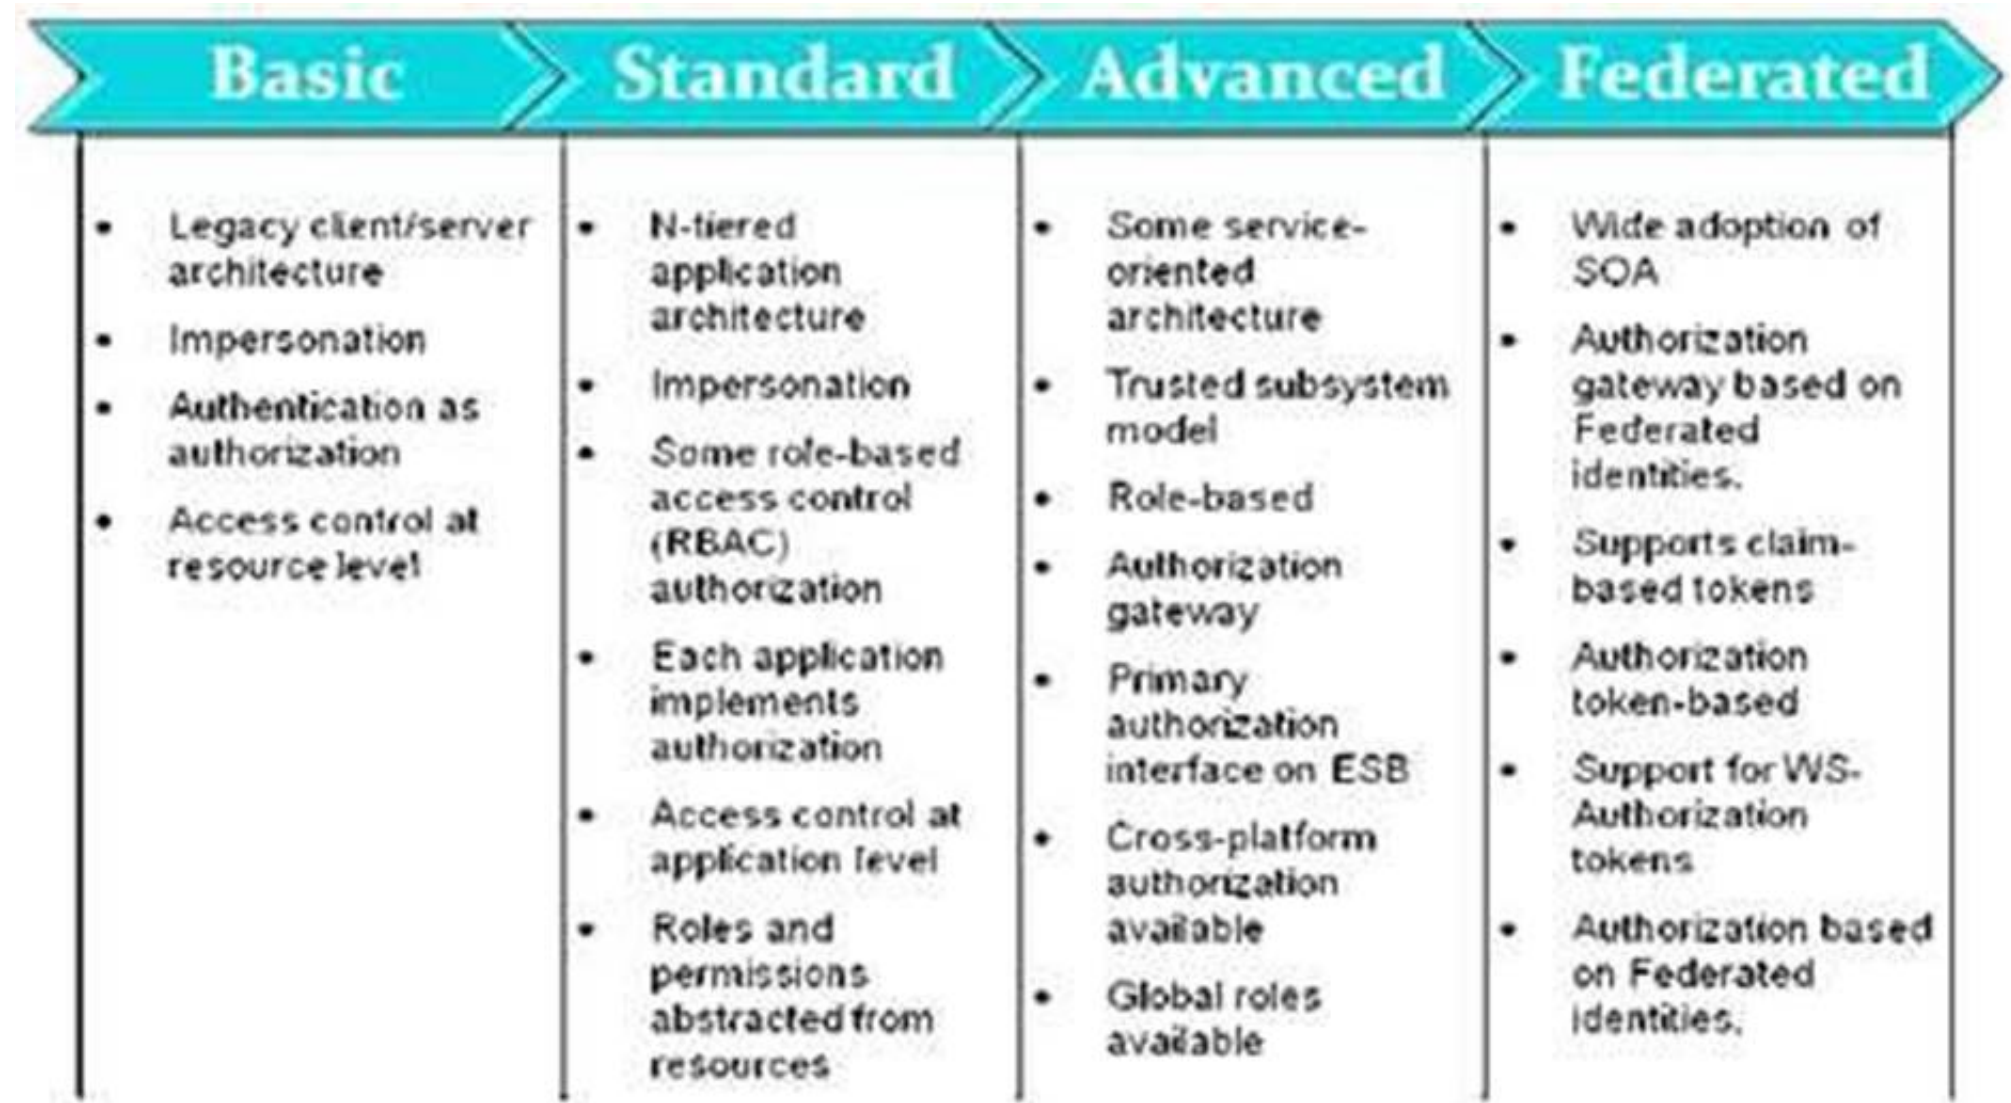 Basic
Standard
Advanced
Federated
• Legacy client/server
architecture
• Impersonation
• Authentication as
authorization
• Access control at
resource level
• N-tiered
application
architecture
• Impersonation
• Some role-based
access control
(RBAC)
authorization
• Each application
implements
authorization
• Access control at
application level
• Roles and
permissions
abstracted from
resources
• Some service-
oriented
architecture
• Trusted subsystem
model
• Role-based
• Authorization
gateway
• Primary
authorization
interface on ESB
• Cross-platform
authorization
available
• Global roles
available
• Wide adoption of
SOA
• Authorization
gateway based on
Federated
identities.
• Supports claim-
based tokens
• Authorization
token-based
• Support for WS-
Authorization
tokens
• Authorization based
on Federated
identities.